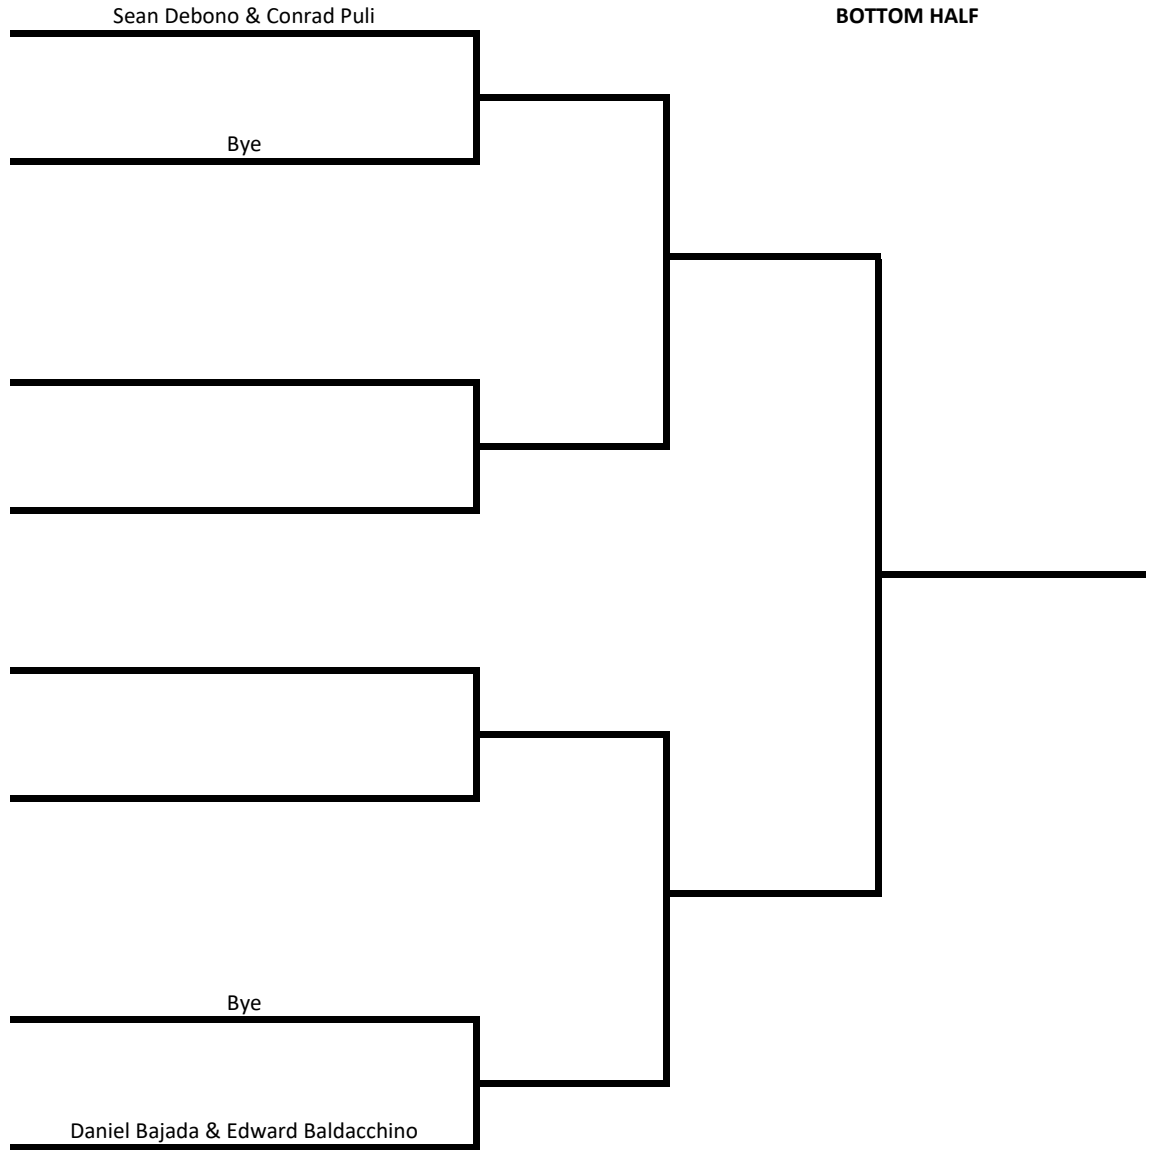 Sean Debono & Conrad Puli
BOTTOM HALF
Bye
Bye
Daniel Bajada & Edward Baldacchino